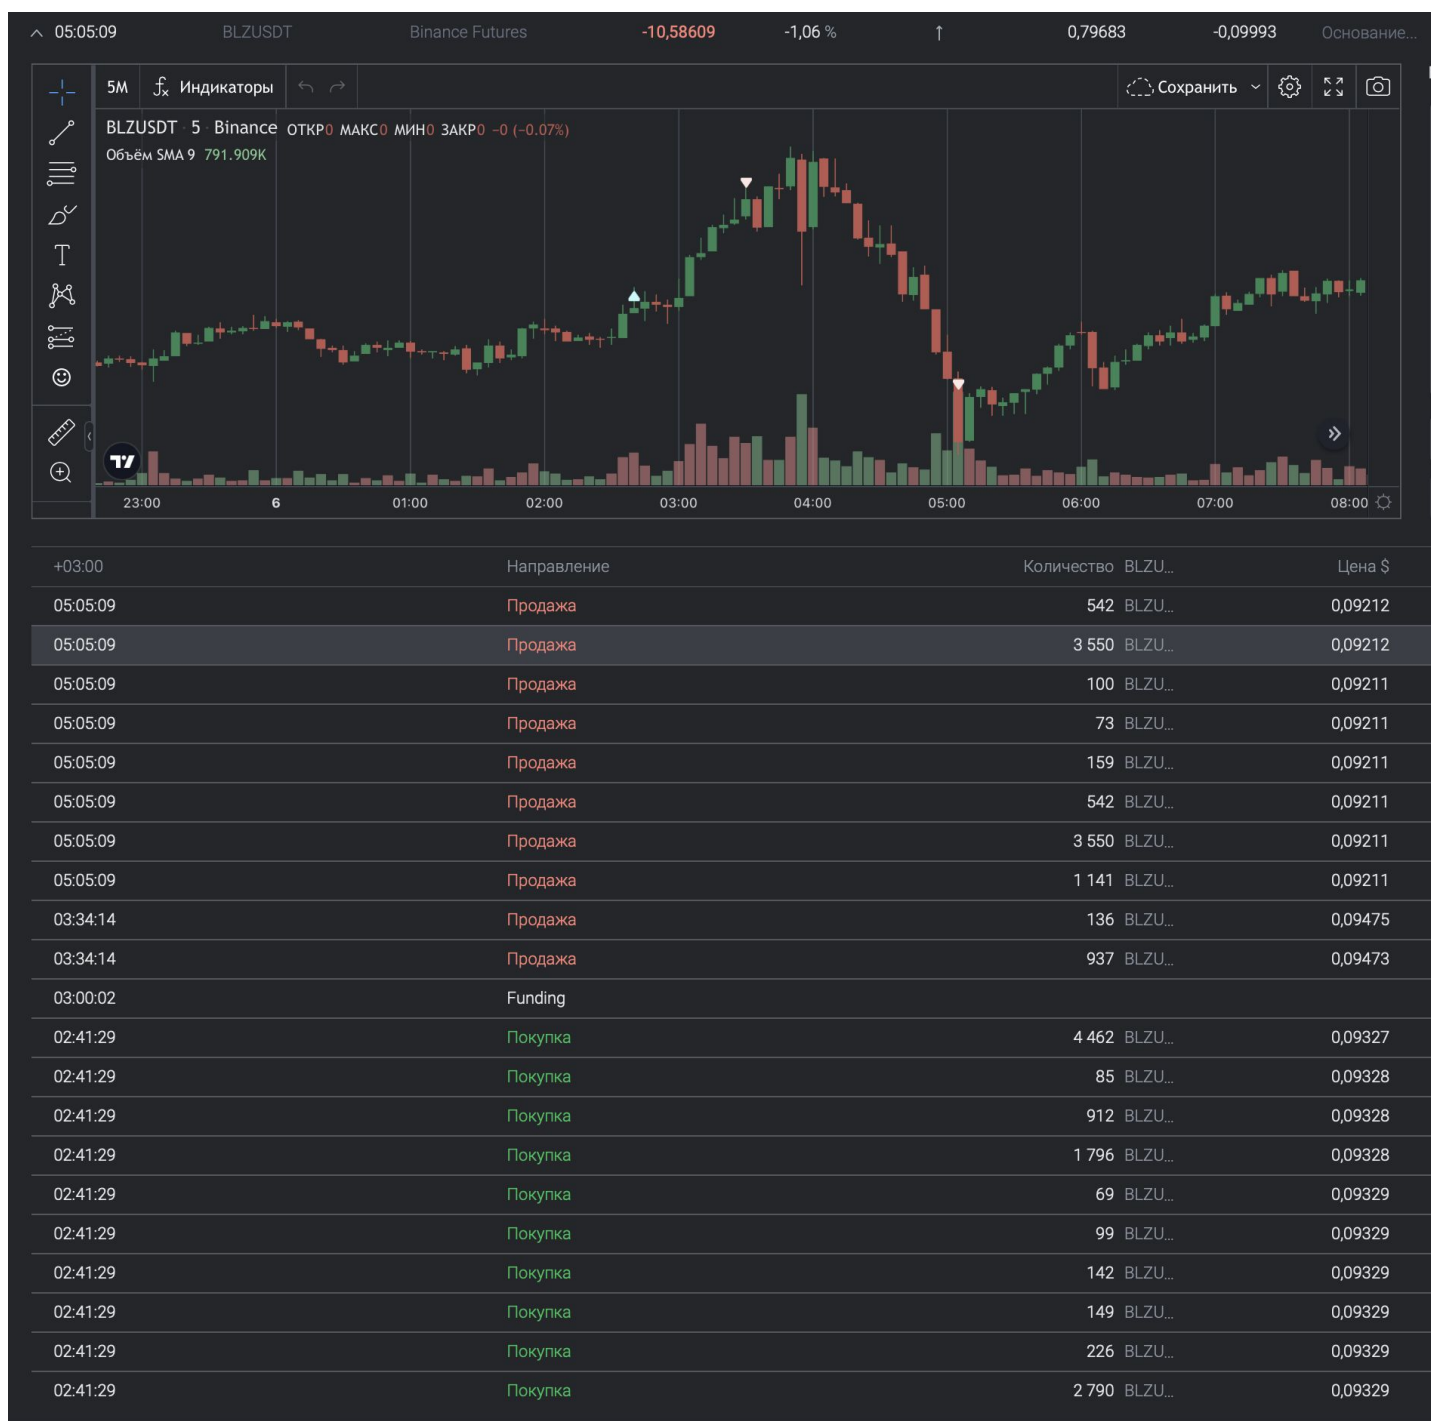 05:05:09 BLZUSDT Binance Futures -10,58609 -1,06 % ↑ 0,79683 -0,09993 Основание...
5М fx Индикаторы Сохранить
BLZUSDT · 5 · Binance ОТКР0 МАКС0 МИН0 ЗАКР0 −0 (−0.07%)
Объём SMA 9 791.909K
23:00 6 01:00 02:00 03:00 04:00 05:00 06:00 07:00 08:00
+03:00 Направление Количество BLZU... Цена $
05:05:09 Продажа 542 BLZU... 0,09212
05:05:09 Продажа 3 550 BLZU... 0,09212
05:05:09 Продажа 100 BLZU... 0,09211
05:05:09 Продажа 73 BLZU... 0,09211
05:05:09 Продажа 159 BLZU... 0,09211
05:05:09 Продажа 542 BLZU... 0,09211
05:05:09 Продажа 3 550 BLZU... 0,09211
05:05:09 Продажа 1 141 BLZU... 0,09211
03:34:14 Продажа 136 BLZU... 0,09475
03:34:14 Продажа 937 BLZU... 0,09473
03:00:02 Funding
02:41:29 Покупка 4 462 BLZU... 0,09327
02:41:29 Покупка 85 BLZU... 0,09328
02:41:29 Покупка 912 BLZU... 0,09328
02:41:29 Покупка 1 796 BLZU... 0,09328
02:41:29 Покупка 69 BLZU... 0,09329
02:41:29 Покупка 99 BLZU... 0,09329
02:41:29 Покупка 142 BLZU... 0,09329
02:41:29 Покупка 149 BLZU... 0,09329
02:41:29 Покупка 226 BLZU... 0,09329
02:41:29 Покупка 2 790 BLZU... 0,09329